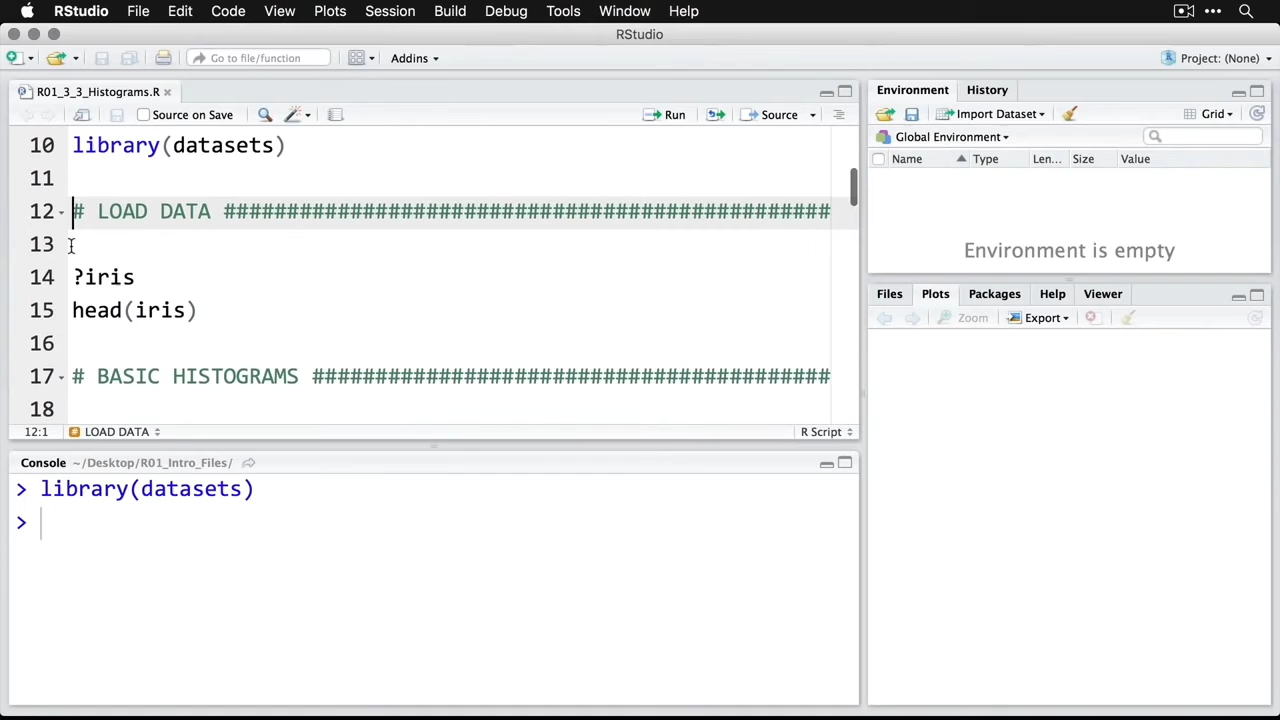 RStudio File Edit Code View Plots Session Build Debug Tools Window Help
RStudio
Go to file/function Addins Project: (None)
R01_3_3_Histograms.R
Source on Save Run Source
10 library(datasets)
11
12 # LOAD DATA ################################################
13
14 ?iris
15 head(iris)
16
17 # BASIC HISTOGRAMS #########################################
18
12:1 LOAD DATA R Script
Console ~/Desktop/R01_Intro_Files/
> library(datasets)
>
Environment History
Import Dataset Grid
Global Environment
Name Type Len... Size Value
Environment is empty
Files Plots Packages Help Viewer
Zoom Export